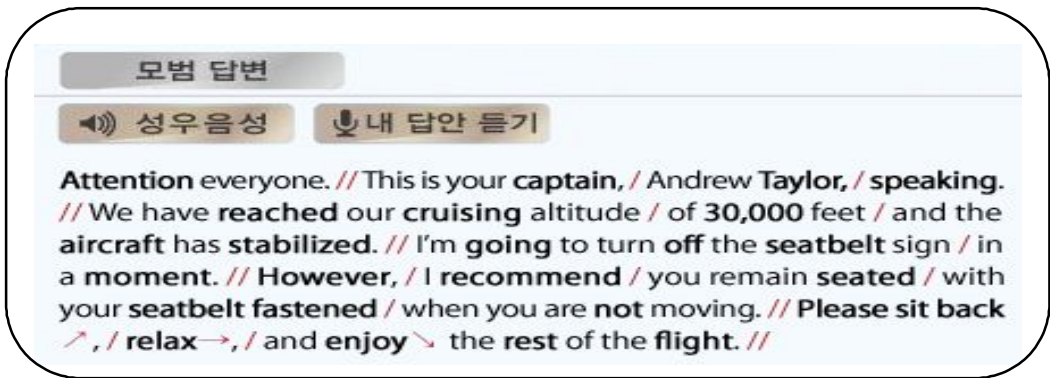 모범 답변
성우음성 내 답안 듣기
Attention everyone. // This is your captain, / Andrew Taylor, / speaking.
// We have reached our cruising altitude / of 30,000 feet / and the
aircraft has stabilized. // I'm going to turn off the seatbelt sign / in
a moment. // However, / I recommend / you remain seated / with
your seatbelt fastened / when you are not moving. // Please sit back
↗, / relax→, / and enjoy↘ the rest of the flight. //